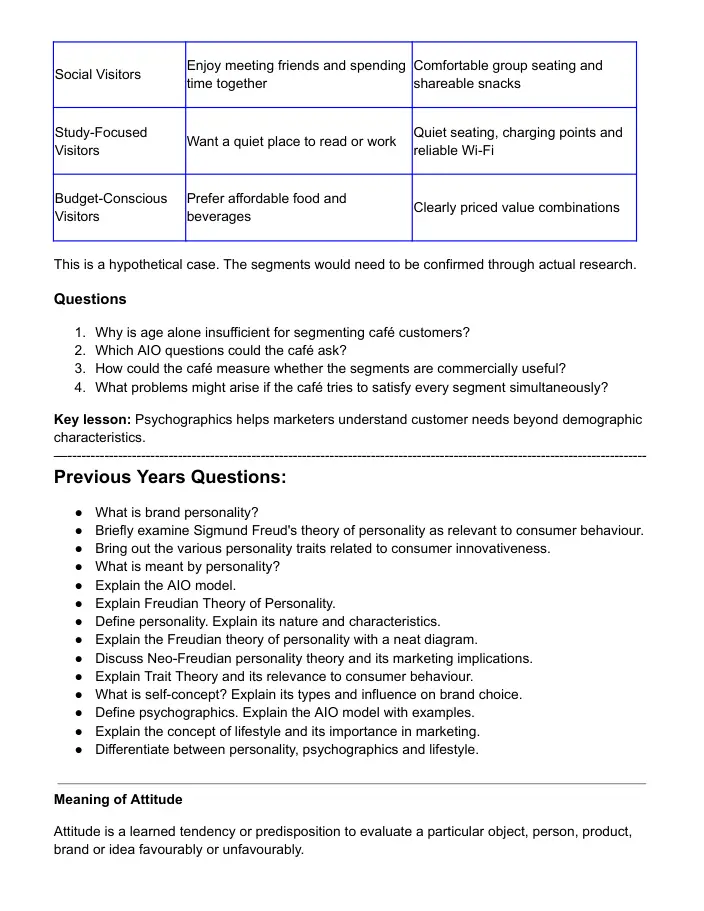 Social Visitors
Enjoy meeting friends and spending
time together
Comfortable group seating and
shareable snacks
Study-Focused
Visitors
Want a quiet place to read or work
Quiet seating, charging points and
reliable Wi-Fi
Budget-Conscious
Visitors
Prefer affordable food and
beverages
Clearly priced value combinations
This is a hypothetical case. The segments would need to be confirmed through actual research.
Questions
1. Why is age alone insufficient for segmenting café customers?
2. Which AIO questions could the café ask?
3. How could the café measure whether the segments are commercially useful?
4. What problems might arise if the café tries to satisfy every segment simultaneously?
Key lesson: Psychographics helps marketers understand customer needs beyond demographic
characteristics.
Previous Years Questions:
● What is brand personality?
● Briefly examine Sigmund Freud's theory of personality as relevant to consumer behaviour.
● Bring out the various personality traits related to consumer innovativeness.
● What is meant by personality?
● Explain the AIO model.
● Explain Freudian Theory of Personality.
● Define personality. Explain its nature and characteristics.
● Explain the Freudian theory of personality with a neat diagram.
● Discuss Neo-Freudian personality theory and its marketing implications.
● Explain Trait Theory and its relevance to consumer behaviour.
● What is self-concept? Explain its types and influence on brand choice.
● Define psychographics. Explain the AIO model with examples.
● Explain the concept of lifestyle and its importance in marketing.
● Differentiate between personality, psychographics and lifestyle.
Meaning of Attitude
Attitude is a learned tendency or predisposition to evaluate a particular object, person, product,
brand or idea favourably or unfavourably.